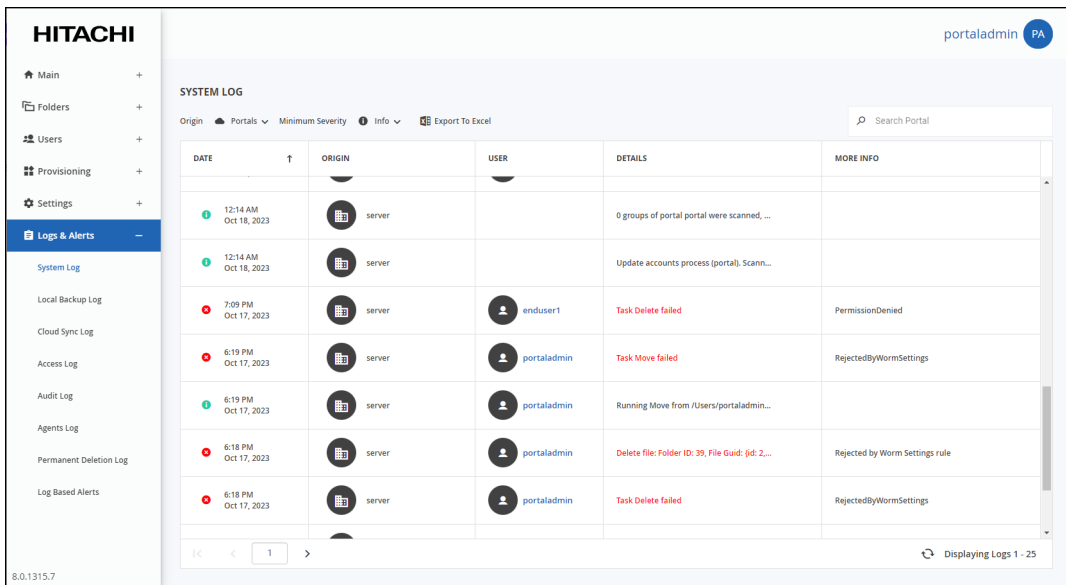 HITACHI
portaladmin PA
Main +
Folders +
Users +
Provisioning +
Settings +
Logs & Alerts −
System Log
Local Backup Log
Cloud Sync Log
Access Log
Audit Log
Agents Log
Permanent Deletion Log
Log Based Alerts
8.0.1315.7
SYSTEM LOG
Origin Portals Minimum Severity Info Export To Excel
Search Portal
DATE ↑ ORIGIN USER DETAILS MORE INFO
12:14 AM
Oct 18, 2023 server 0 groups of portal portal were scanned, ...
12:14 AM
Oct 18, 2023 server Update accounts process (portal). Scann...
7:09 PM
Oct 17, 2023 server enduser1 Task Delete failed PermissionDenied
6:19 PM
Oct 17, 2023 server portaladmin Task Move failed RejectedByWormSettings
6:19 PM
Oct 17, 2023 server portaladmin Running Move from /Users/portaladmin...
6:18 PM
Oct 17, 2023 server portaladmin Delete file: Folder ID: 39, File Guid: {id: 2,... Rejected by Worm Settings rule
6:18 PM
Oct 17, 2023 server portaladmin Task Delete failed RejectedByWormSettings
1 Displaying Logs 1 - 25